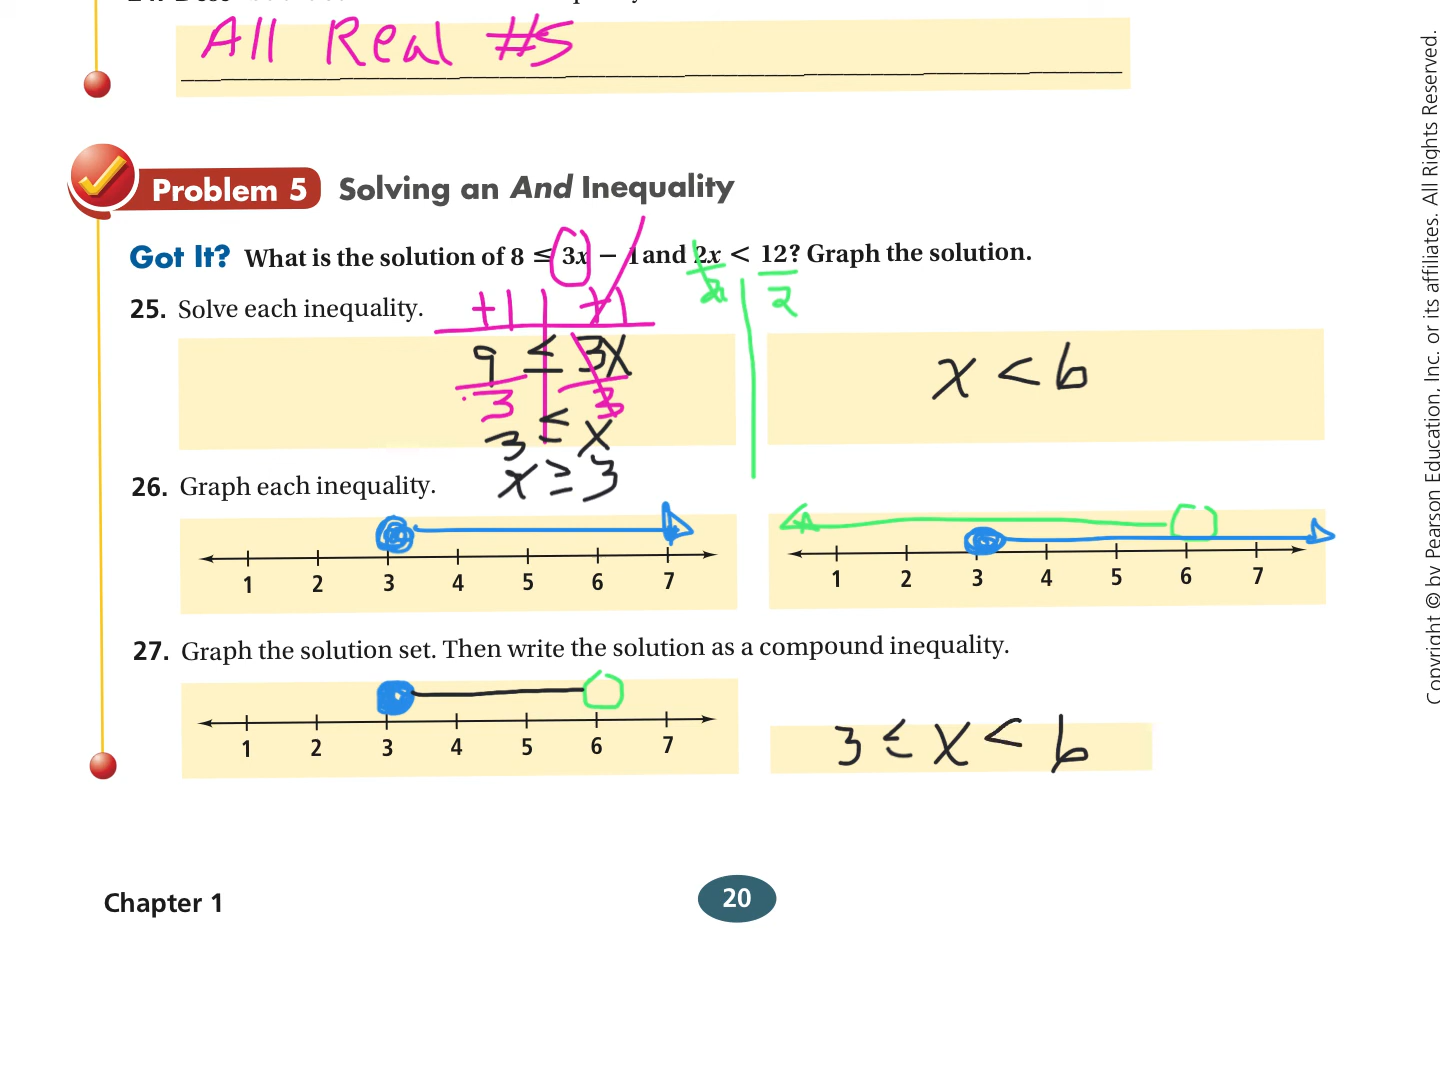 All Real #s
Problem 5 Solving an And Inequality
Got It? What is the solution of 8 ≤ 3x − 1 and 2x < 12? Graph the solution.
25. Solve each inequality.
+1 +1
2 2
9 ≤ 3x
3 3
3 ≤ x
x ≥ 3
x < 6
26. Graph each inequality.
1 2 3 4 5 6 7
1 2 3 4 5 6 7
27. Graph the solution set. Then write the solution as a compound inequality.
1 2 3 4 5 6 7
3 ≤ x < 6
Chapter 1
20
Copyright © by Pearson Education, Inc. or its affiliates. All Rights Reserved.